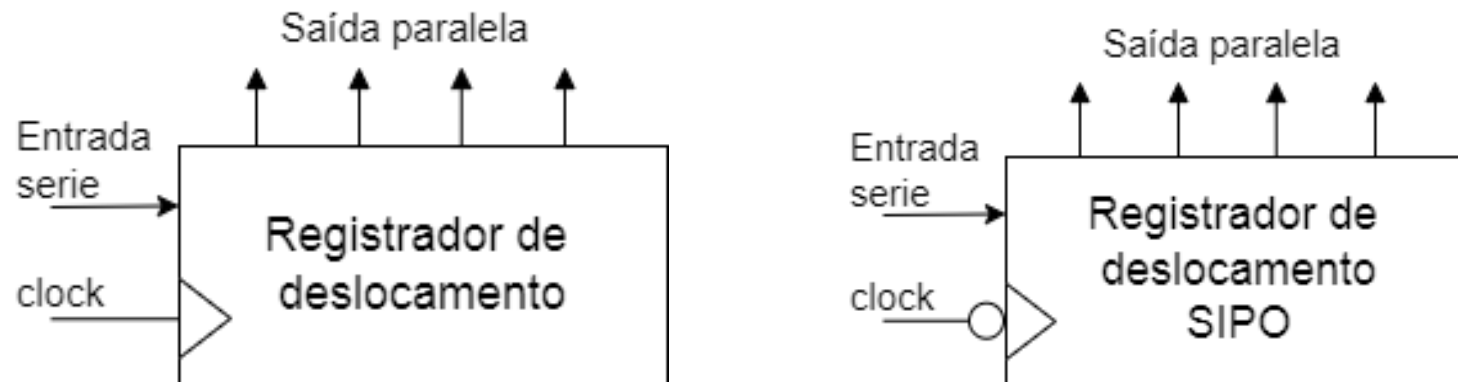 Saída paralela
Entrada
serie
Registrador de
deslocamento
clock
Saída paralela
Entrada
serie
Registrador de
deslocamento
SIPO
clock